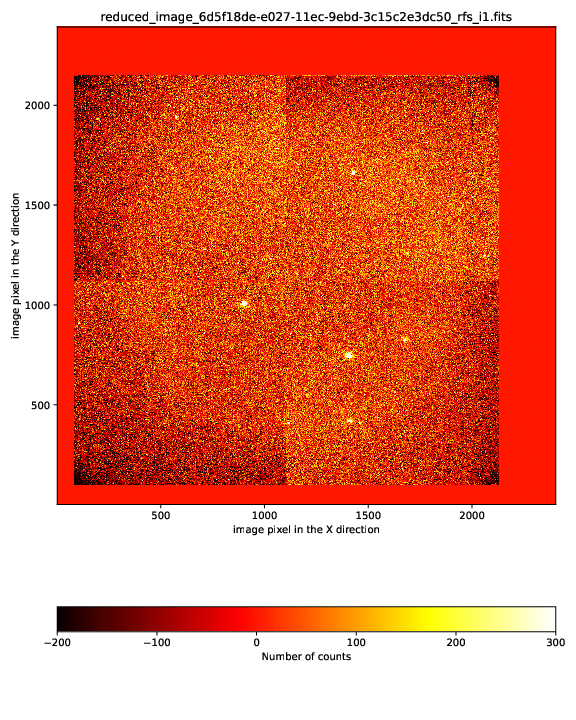 reduced_image_6d5f18de-e027-11ec-9ebd-3c15c2e3dc50_rfs_i1.fits
image pixel in the Y direction
2000
1500
1000
500
500 1000 1500 2000
image pixel in the X direction
−200 −100 0 100 200 300
Number of counts